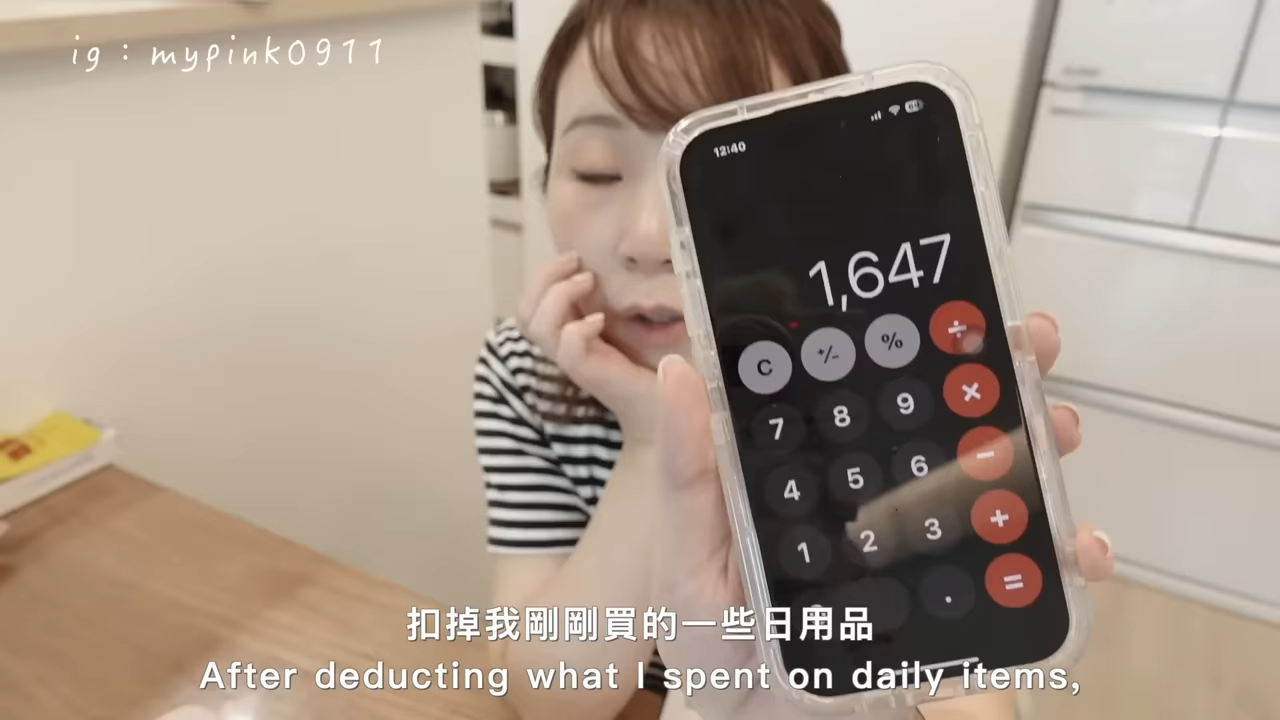 ig : mypink0911
12:40
1,647
C +/- % ÷
7 8 9 ×
4 5 6 −
1 2 3 +
. =
扣掉我剛剛買的一些日用品
After deducting what I spent on daily items,